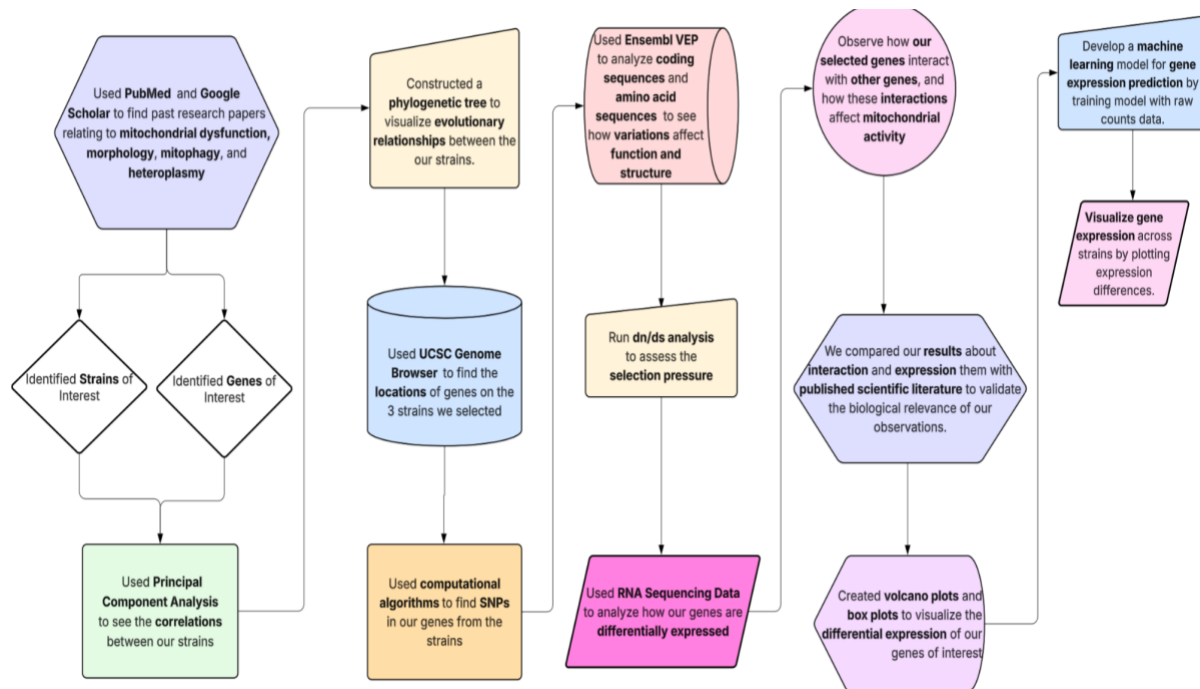 Used PubMed and Google
Scholar to find past research papers
relating to mitochondrial dysfunction,
morphology, mitophagy, and
heteroplasmy
Identified Strains of
Interest
Identified Genes of
Interest
Used Principal
Component Analysis
to see the correlations
between our strains
Constructed a
phylogenetic tree to
visualize evolutionary
relationships between the
our strains.
Used UCSC Genome
Browser to find the
locations of genes on the
3 strains we selected
Used computational
algorithms to find SNPs
in our genes from the
strains
Used Ensembl VEP
to analyze coding
sequences and
amino acid
sequences to see
how variations affect
function and
structure
Run dn/ds analysis
to assess the
selection pressure
Used RNA Sequencing Data
to analyze how our genes are
differentially expressed
Observe how our
selected genes interact
with other genes, and
how these interactions
affect mitochondrial
activity
We compared our results about
interaction and expression them with
published scientific literature to validate
the biological relevance of our
observations.
Created volcano plots and
box plots to visualize the
differential expression of our
genes of interest
Develop a machine
learning model for gene
expression prediction by
training model with raw
counts data.
Visualize gene
expression across
strains by plotting
expression
differences.